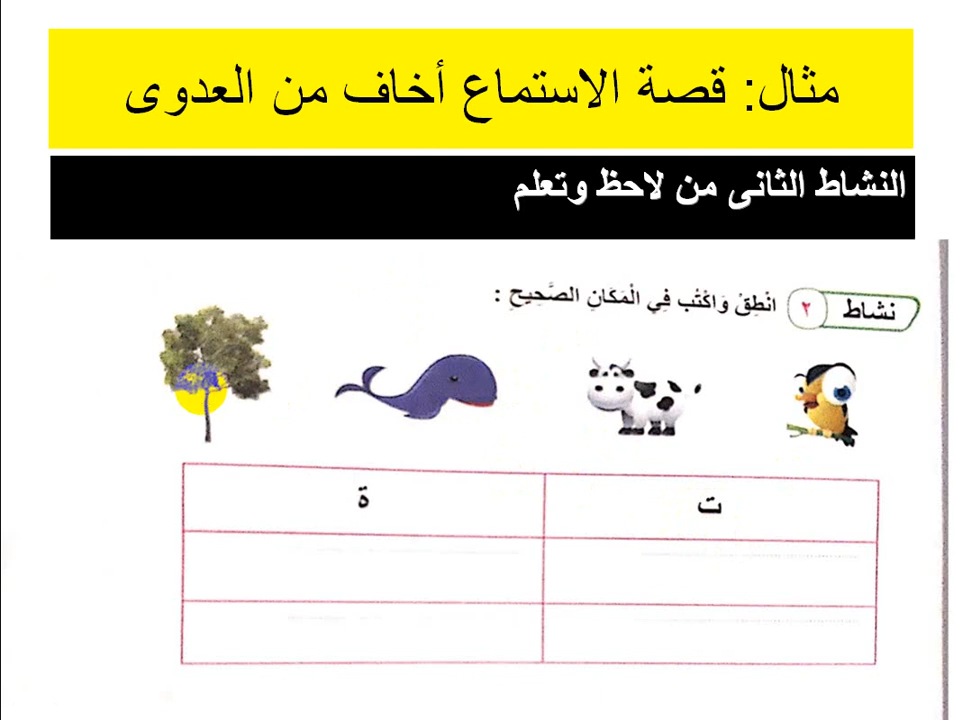 مثال: قصة الاستماع أخاف من العدوى
النشاط الثانى من لاحظ وتعلم
نشاط ٢ انْطِقْ وَاكْتُب فِي الْمَكَانِ الصَّحِيحِ :
ت ة